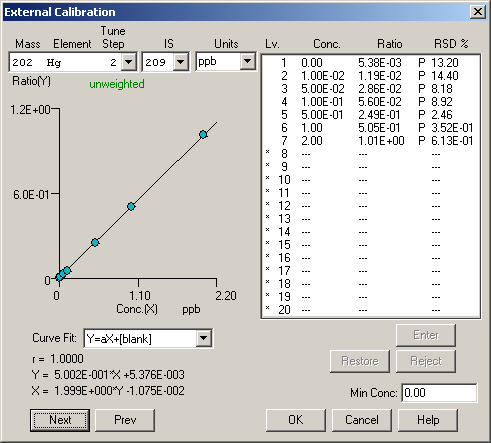 External Calibration
Mass Element Tune Step IS Units
202 Hg 2 209 ppb
Ratio(Y) unweighted
1.2E+00
6.0E-01
0
0 1.10 2.20
Conc.(X) ppb
Curve Fit: Y=aX+[blank]
r = 1.0000
Y = 5.002E-001*X +5.376E-003
X = 1.999E+000*Y -1.075E-002
Next Prev
Lv. Conc. Ratio RSD %
1 0.00 5.38E-03 P 13.20
2 1.00E-02 1.19E-02 P 14.40
3 5.00E-02 2.86E-02 P 8.18
4 1.00E-01 5.60E-02 P 8.92
5 5.00E-01 2.49E-01 P 2.46
6 1.00 5.05E-01 P 3.52E-01
7 2.00 1.01E+00 P 6.13E-01
* 8 --- --- ---
* 9 --- --- ---
* 10 --- --- ---
* 11 --- --- ---
* 12 --- --- ---
* 13 --- --- ---
* 14 --- --- ---
* 15 --- --- ---
* 16 --- --- ---
* 17 --- --- ---
* 18 --- --- ---
* 19 --- --- ---
* 20 --- --- ---
Enter
Restore Reject
Min Conc: 0.00
OK Cancel Help